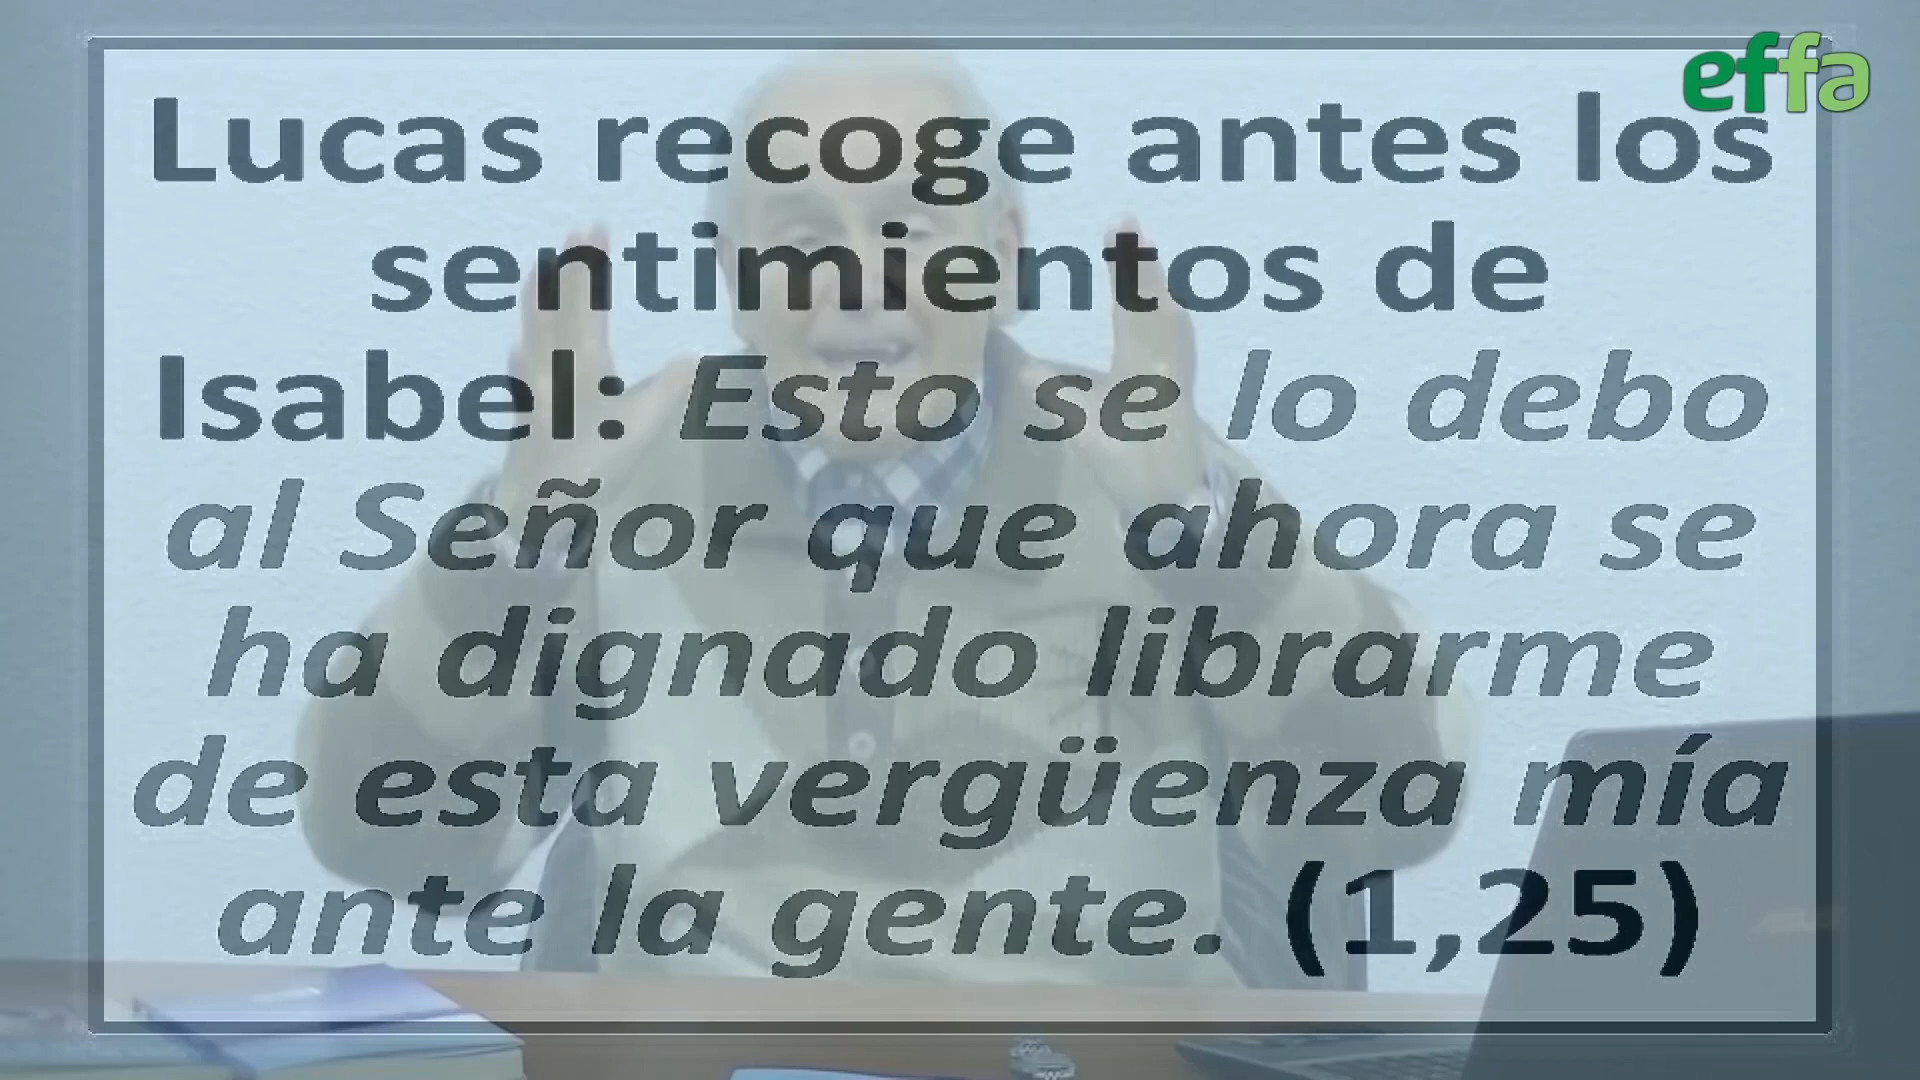 effa
Lucas recoge antes los
sentimientos de
Isabel: Esto se lo debo
al Señor que ahora se
ha dignado librarme
de esta vergüenza mía
ante la gente. (1,25)